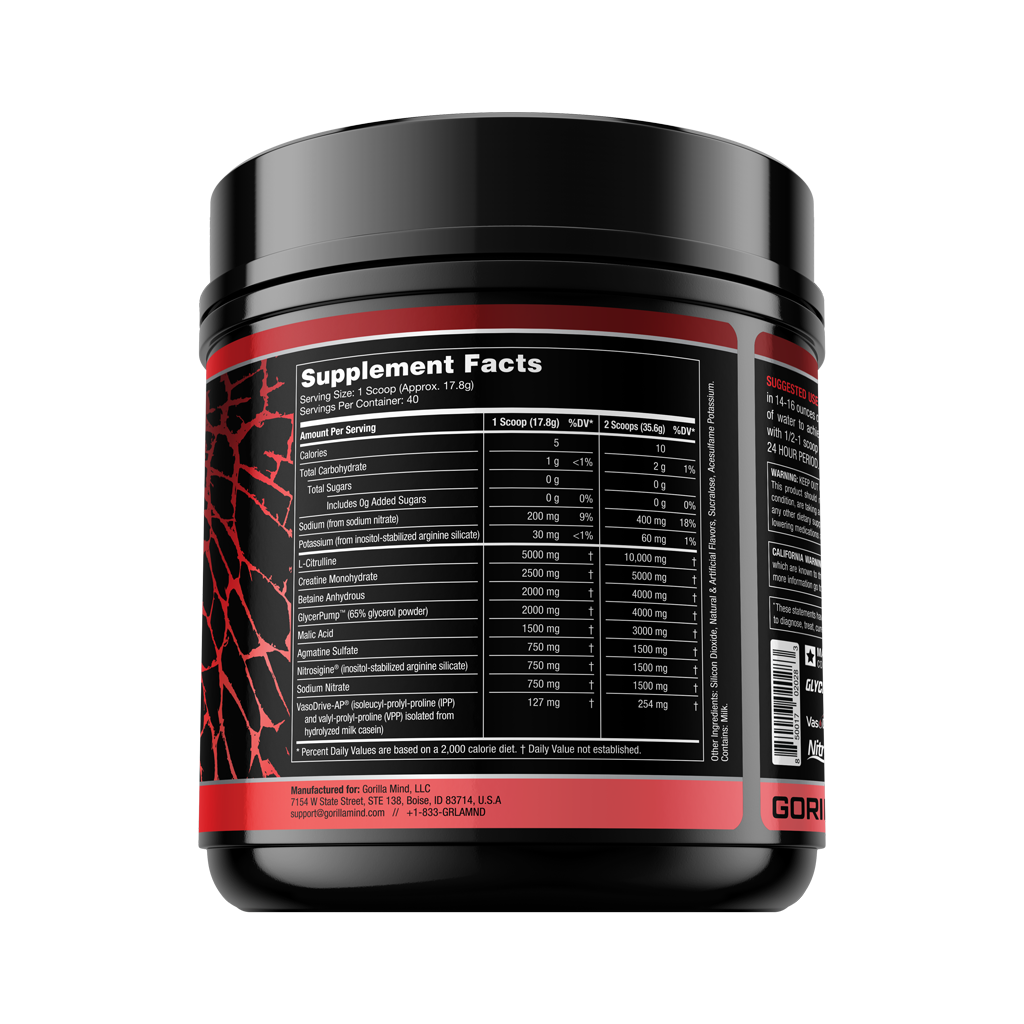 Supplement Facts
Serving Size: 1 Scoop (Approx. 17.8g)
Servings Per Container: 40
Amount Per Serving 1 Scoop (17.8g) %DV* 2 Scoops (35.6g) %DV*
Calories 5 10
Total Carbohydrate 1 g <1% 2 g 1%
Total Sugars 0 g 0 g
Includes 0g Added Sugars 0 g 0% 0 g 0%
Sodium (from sodium nitrate) 200 mg 9% 400 mg 18%
Potassium (from inositol-stabilized arginine silicate) 30 mg <1% 60 mg 1%
L-Citrulline 5000 mg † 10,000 mg †
Creatine Monohydrate 2500 mg † 5000 mg †
Betaine Anhydrous 2000 mg † 4000 mg †
GlycerPump™ (65% glycerol powder) 2000 mg † 4000 mg †
Malic Acid 1500 mg † 3000 mg †
Agmatine Sulfate 750 mg † 1500 mg †
Nitrosigine® (inositol-stabilized arginine silicate) 750 mg † 1500 mg †
Sodium Nitrate 750 mg † 1500 mg †
VasoDrive-AP® (isoleucyl-prolyl-proline (IPP) 127 mg † 254 mg †
and valyl-prolyl-proline (VPP) isolated from
hydrolyzed milk casein)
* Percent Daily Values are based on a 2,000 calorie diet. † Daily Value not established.
Other Ingredients: Silicon Dioxide, Natural & Artificial Flavors, Sucralose, Acesulfame Potassium.
Contains: Milk.
Manufactured for: Gorilla Mind, LLC
7154 W State Street, STE 138, Boise, ID 83714, U.S.A
support@gorillamind.com // +1-833-GRLAMND
SUGGESTED USE
in 14-16 ounces
of water to
with 1/2-1 scoop
24 HOUR PERIOD.
WARNING: KEEP OUT
This product should
condition, are taking
any other dietary
lowering medications.
CALIFORNIA
which are known to
more information go
*These statements
to diagnose, treat,
8 50017 02028 3